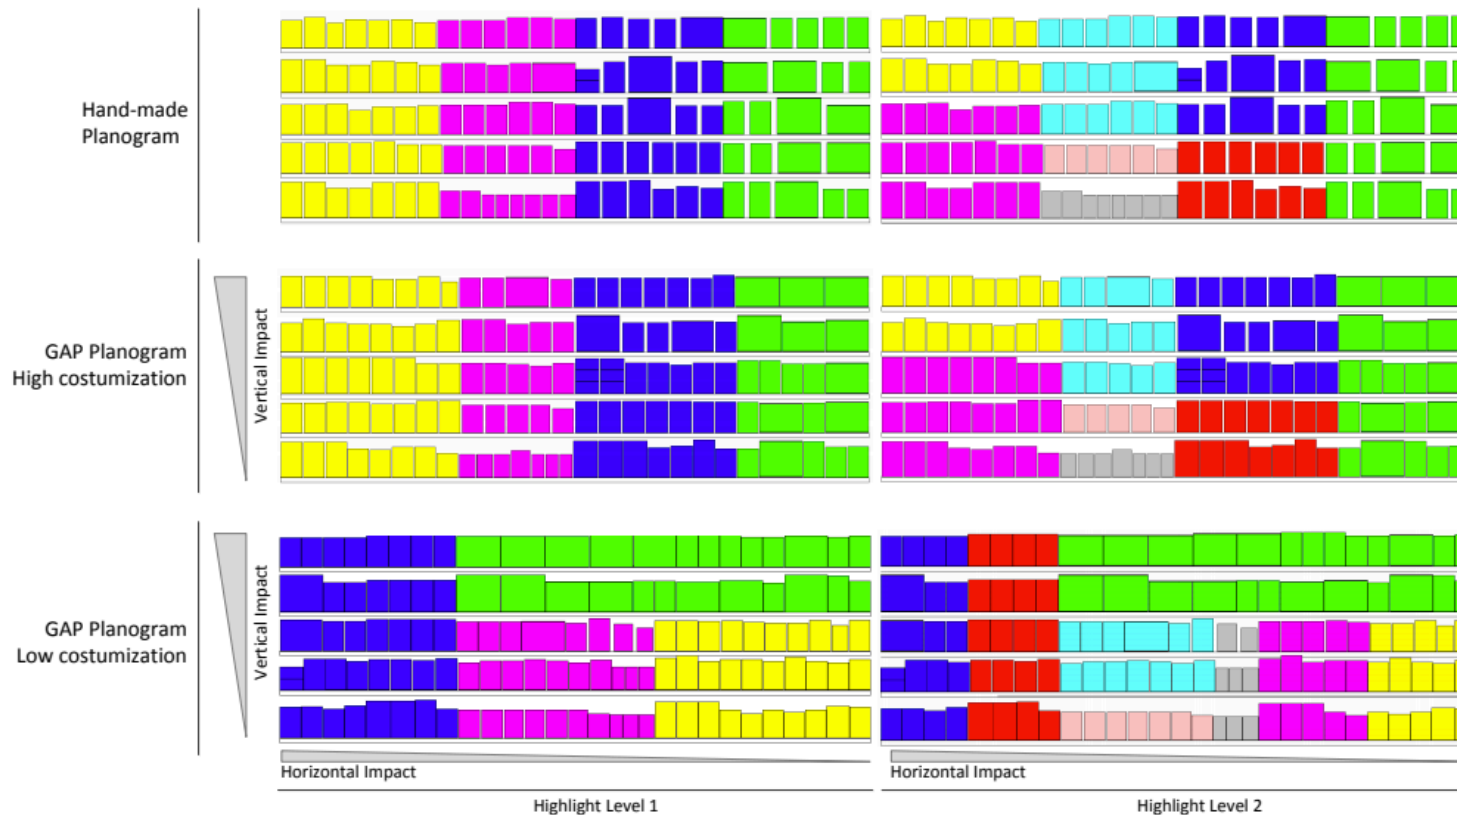 Hand-made
Planogram
GAP Planogram
High costumization
Vertical Impact
GAP Planogram
Low costumization
Vertical Impact
Horizontal Impact
Horizontal Impact
Highlight Level 1
Highlight Level 2